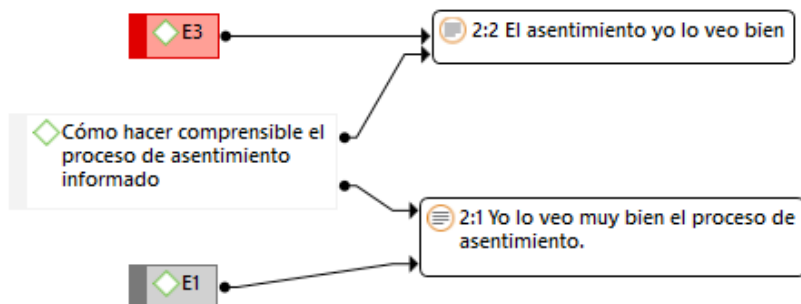 E3
2:2 El asentimiento yo lo veo bien
Cómo hacer comprensible el
proceso de asentimiento
informado
2:1 Yo lo veo muy bien el proceso de
asentimiento.
E1